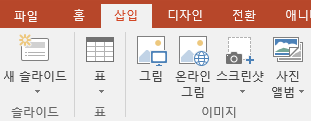 파일 홈 삽입 디자인 전환 애니
새 슬라이드 표 그림 온라인 그림 스크린샷 사진 앨범
슬라이드 표 이미지